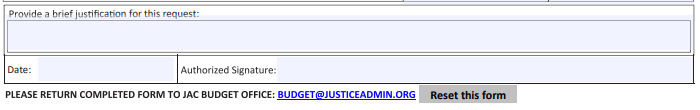 Provide a brief justification for this request:
Date: Authorized Signature:
PLEASE RETURN COMPLETED FORM TO JAC BUDGET OFFICE: BUDGET@JUSTICEADMIN.ORG Reset this form